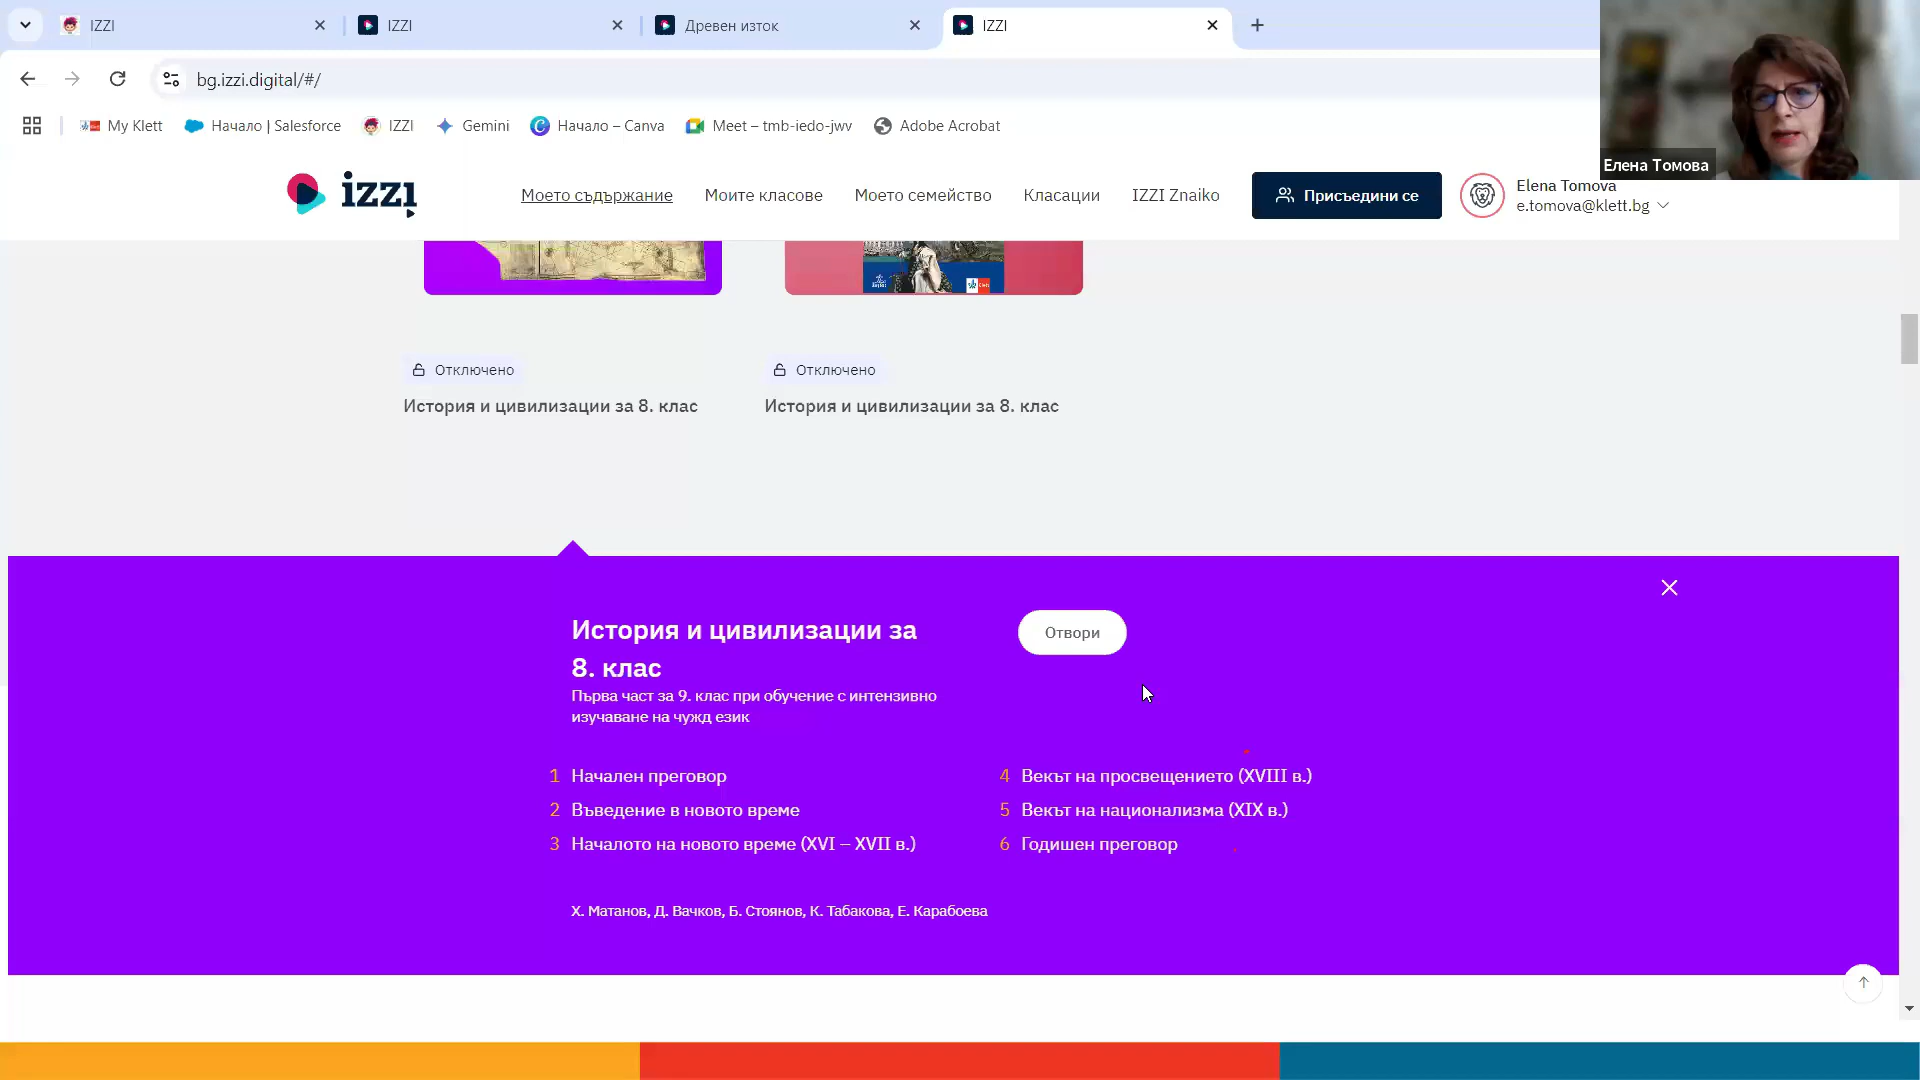 IZZI
IZZI
Древен изток
IZZI
bg.izzi.digital/#/
My Klett
Начало | Salesforce
IZZI
Gemini
Начало – Canva
Meet – tmb-iedo-jwv
Adobe Acrobat
Елена Томова
izzi
Моето съдържание
Моите класове
Моето семейство
Класации
IZZI Znaiko
Присъедини се
Elena Tomova
e.tomova@klett.bg
Klett
Отключено
Отключено
История и цивилизации за 8. клас
История и цивилизации за 8. клас
История и цивилизации за
8. клас
Отвори
Първа част за 9. клас при обучение с интензивно
изучаване на чужд език
1 Начален преговор
2 Въведение в новото време
3 Началото на новото време (XVI – XVII в.)
4 Векът на просвещението (XVIII в.)
5 Векът на национализма (XIX в.)
6 Годишен преговор
Х. Матанов, Д. Вачков, Б. Стоянов, К. Табакова, Е. Карабоева